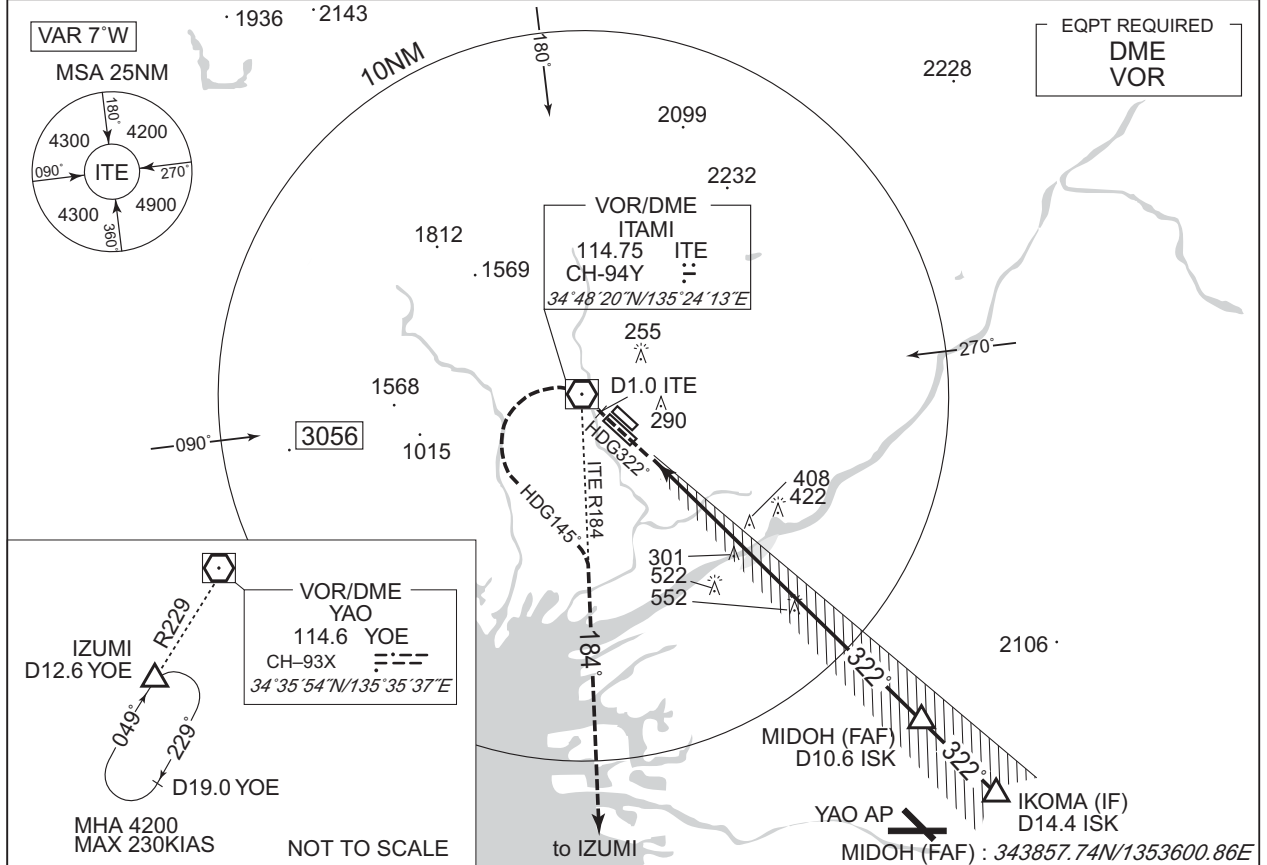 VAR 7°W
MSA 25NM
180°
4300
4200
090°
ITE
270°
4300
4900
360°
1936
2143
10NM
180°
EQPT REQUIRED
DME
VOR
2228
2099
2232
VOR/DME
ITAMI
114.75 ITE
CH-94Y
34°48´20˝N/135°24´13˝E
1812
1569
255
270°
D1.0 ITE
290
1568
090°
3056
1015
HDG322°
ITE R184
HDG145°
408
422
301
522
552
184°
322°
2106
MIDOH (FAF)
D10.6 ISK
322°
IKOMA (IF)
D14.4 ISK
YAO AP
to IZUMI
MIDOH (FAF) : 343857.74N/1353600.86E
VOR/DME
YAO
114.6 YOE
CH–93X
34°35´54˝N/135°35´37˝E
R229
IZUMI
D12.6 YOE
049°
229°
D19.0 YOE
MHA 4200
MAX 230KIAS
NOT TO SCALE